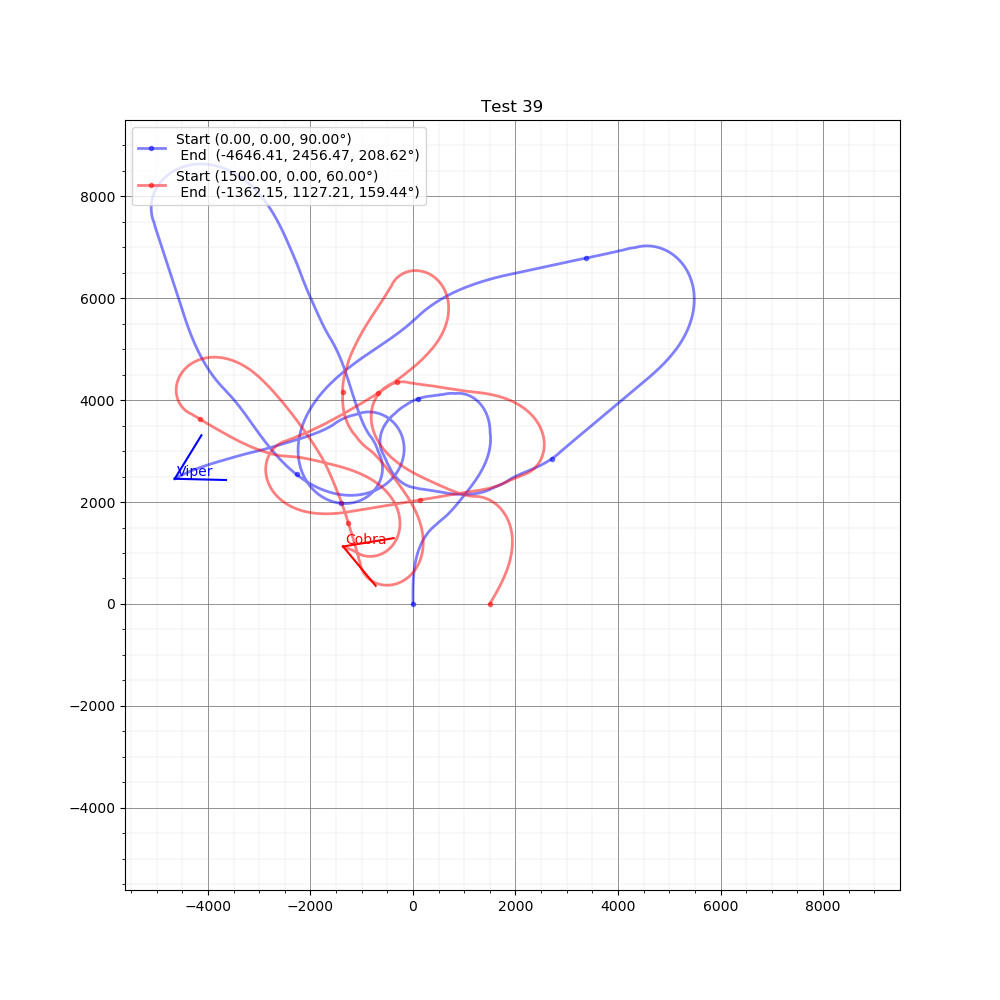 Test 39
Start (0.00, 0.00, 90.00°)
End (-4646.41, 2456.47, 208.62°)
Start (1500.00, 0.00, 60.00°)
End (-1362.15, 1127.21, 159.44°)
8000
6000
4000
2000
0
−2000
−4000
Viper
Cobra
−4000 −2000 0 2000 4000 6000 8000